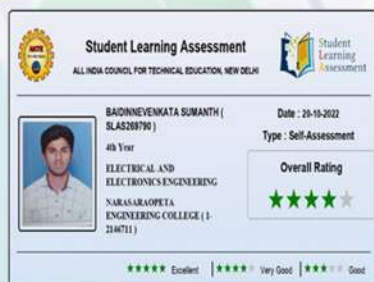 Student Learning Assessment
ALL INDIA COUNCIL FOR TECHNICAL EDUCATION, NEW DELHI
Student
Learning
Assessment
BAIDINNEVENKATA SUMANTH (
SLAS269790 )
4th Year
ELECTRICAL AND
ELECTRONICS ENGINEERING
NARASARAOPETA
ENGINEERING COLLEGE ( 1-
2146711 )
Date : 20-10-2022
Type : Self-Assessment
Overall Rating
Excellent
Very Good
Good